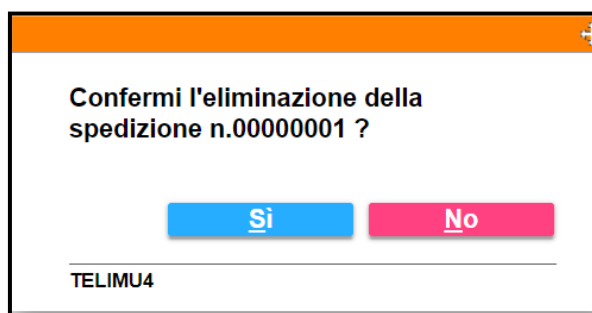 Confermi l'eliminazione della
spedizione n.00000001 ?
Sì
No
TELIMU4